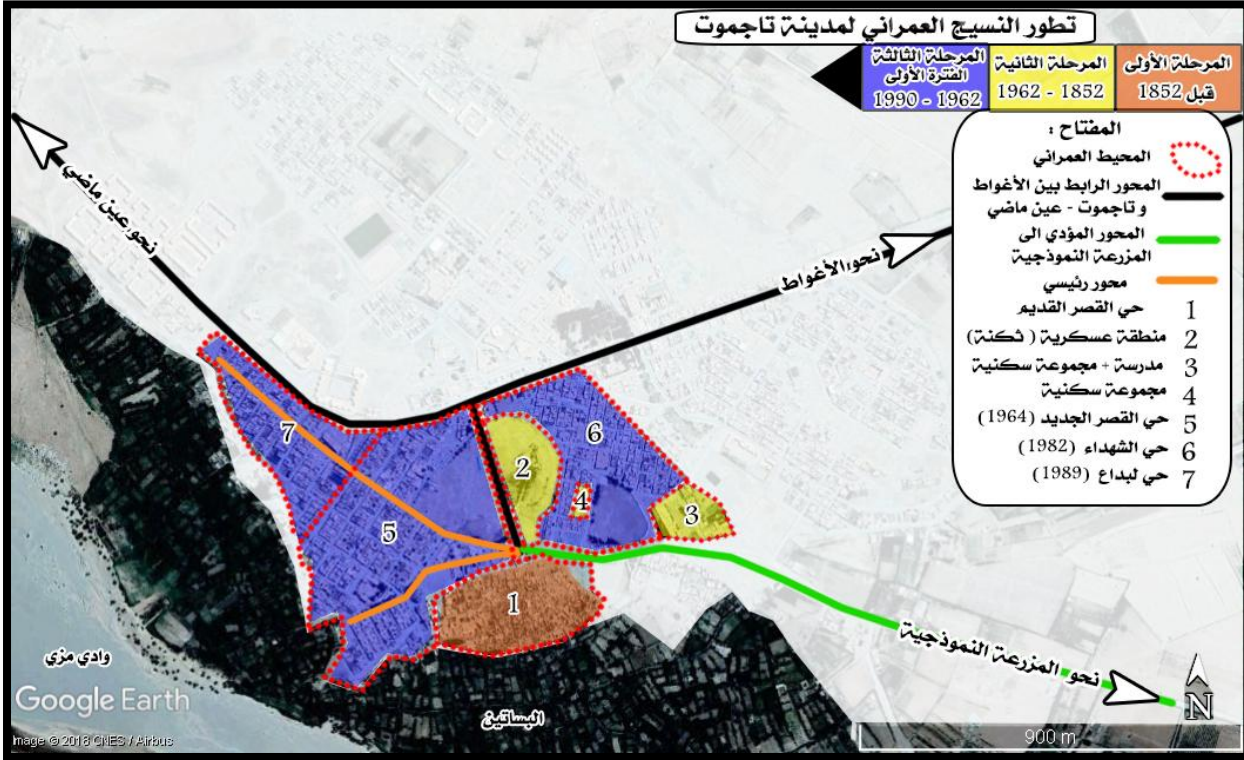 تطور النسيج العمراني لمدينة تاجموت
المرحلة الأولى
قبل 1852
المرحلة الثانية
1852 - 1962
المرحلة الثالثة
الفترة الأولى
1962 - 1990
المفتاح :
المحيط العمراني
المحور الرابط بين الأغواط
و تاجموت - عين ماضي
المحور المؤدي الى
المزرعة النموذجية
محور رئيسي
1 حي القصر القديم
2 منطقة عسكرية ( ثكنة)
3 مدرسة + مجموعة سكنية
4 مجموعة سكنية
5 حي القصر الجديد (1964)
6 حي الشهداء (1982)
7 حي لبداع (1989)
نحو عين ماضي
نحو الأغواط
7
6
2
4
3
5
1
نحو المزرعة النموذجية
وادي مزي
البساتين
N
Google Earth
Image © 2018 CNES / Airbus
900 m